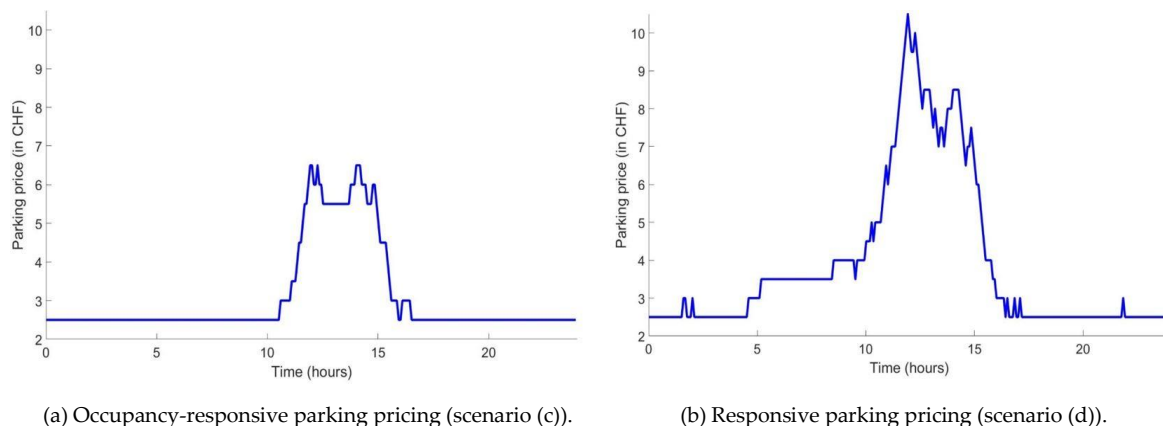 10
9
8
7
6
5
4
3
2
Parking price (in CHF)
0 5 10 15 20
Time (hours)
(a) Occupancy-responsive parking pricing (scenario (c)).
10
9
8
7
6
5
4
3
2
Parking price (in CHF)
0 5 10 15 20
Time (hours)
(b) Responsive parking pricing (scenario (d)).